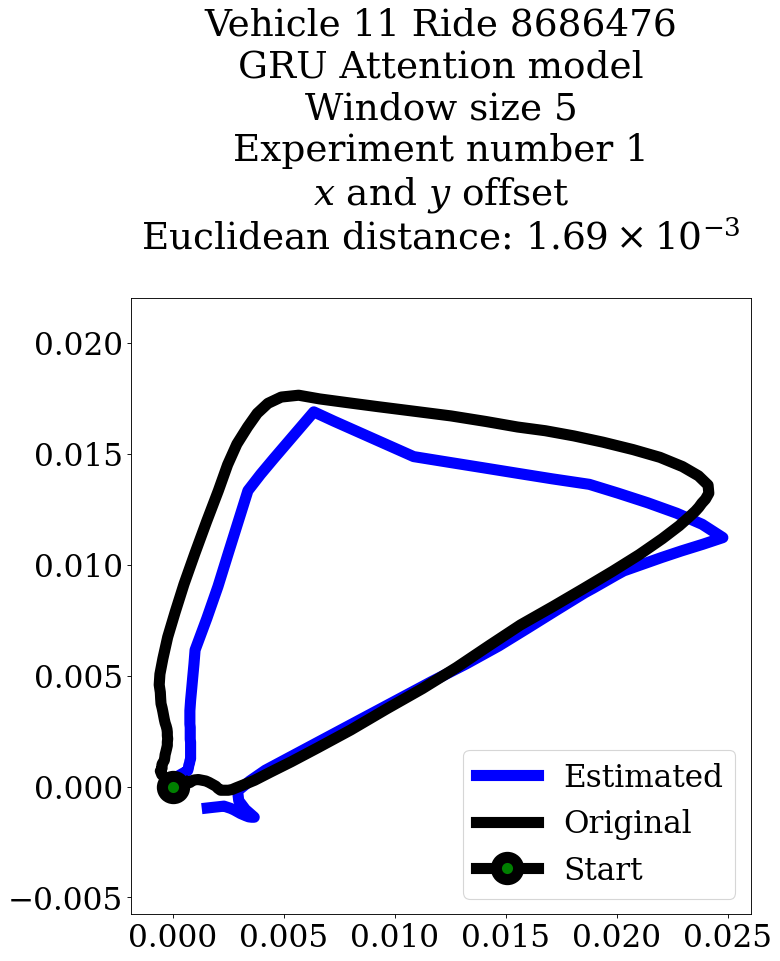 Vehicle 11 Ride 8686476
GRU Attention model
Window size 5
Experiment number 1
x and y offset
Euclidean distance: 1.69 × 10⁻³
0.020
0.015
0.010
0.005
0.000
−0.005
Estimated
Original
Start
0.000 0.005 0.010 0.015 0.020 0.025